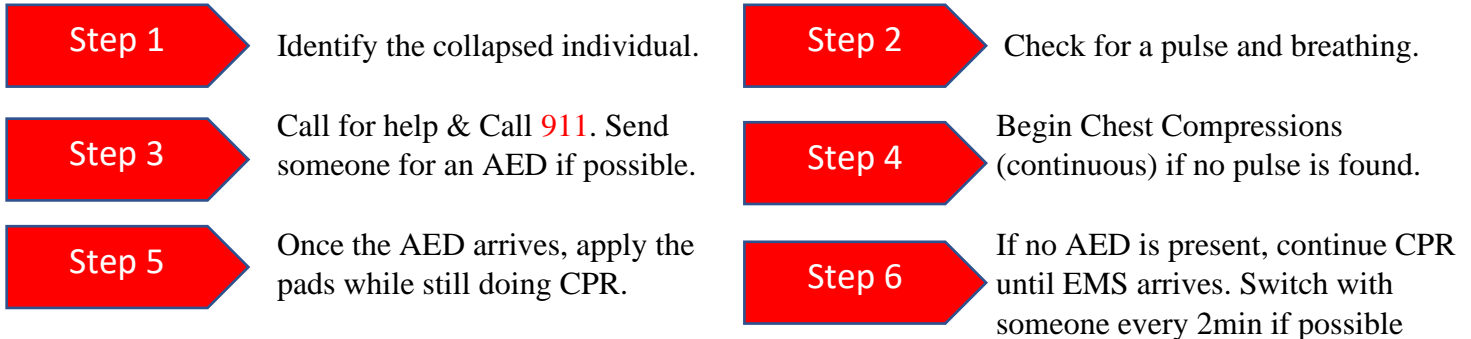 Step 1
Identify the collapsed individual.
Step 2
Check for a pulse and breathing.
Step 3
Call for help & Call 911. Send
someone for an AED if possible.
Step 4
Begin Chest Compressions
(continuous) if no pulse is found.
Step 5
Once the AED arrives, apply the
pads while still doing CPR.
Step 6
If no AED is present, continue CPR
until EMS arrives. Switch with
someone every 2min if possible